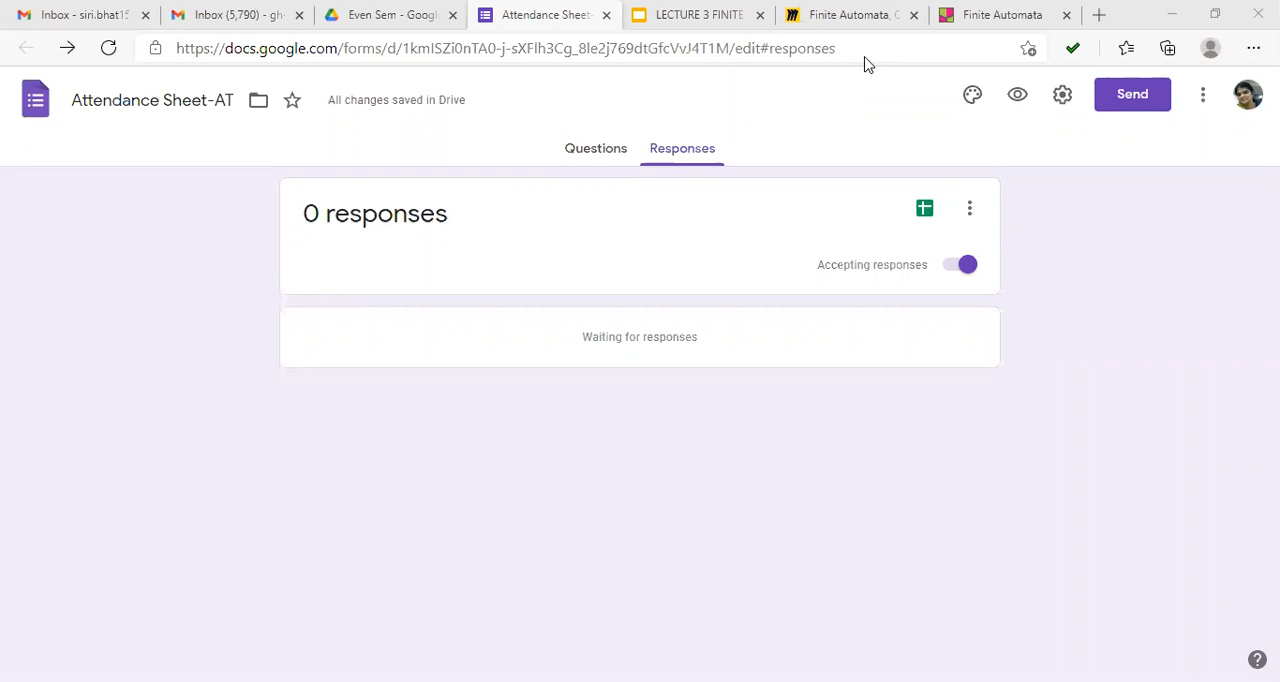 Inbox - siri.bhat15
Inbox (5,790) - gh
Even Sem - Google
Attendance Sheet-
LECTURE 3 FINITE
Finite Automata, C
Finite Automata
https://docs.google.com/forms/d/1kmISZi0nTA0-j-sXFlh3Cg_8le2j769dtGfcVvJ4T1M/edit#responses
Attendance Sheet-AT
All changes saved in Drive
Send
Questions
Responses
0 responses
Accepting responses
Waiting for responses